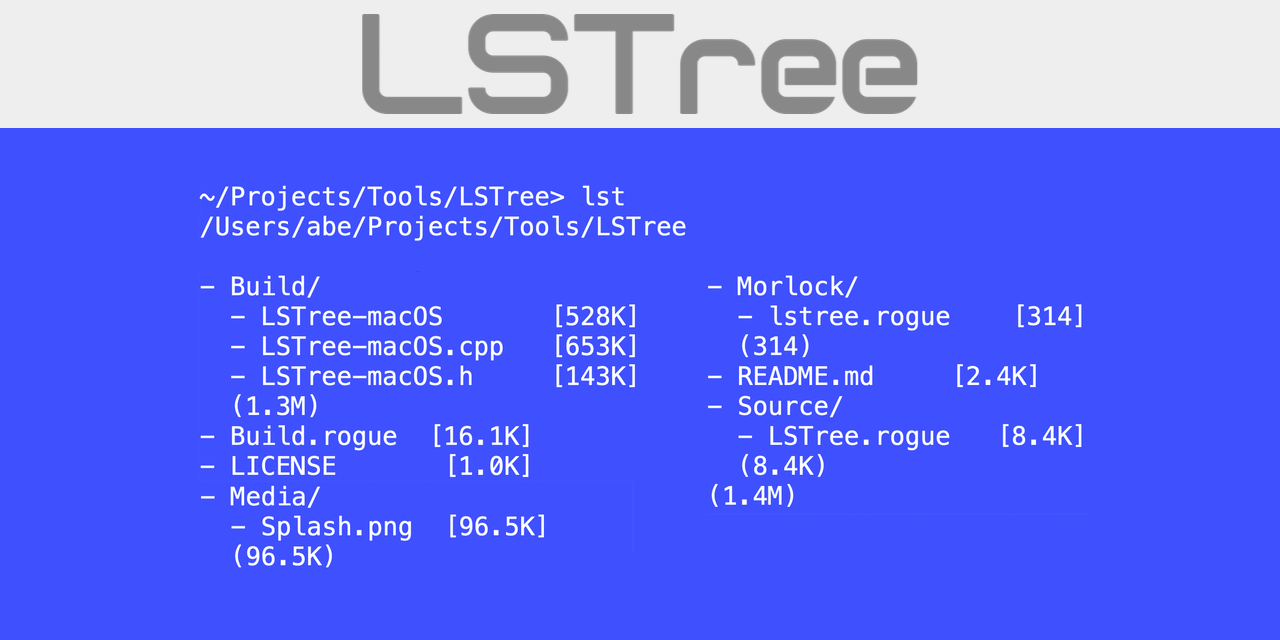 LSTree
~/Projects/Tools/LSTree> lst
/Users/abe/Projects/Tools/LSTree
- Build/
- LSTree-macOS [528K]
- LSTree-macOS.cpp [653K]
- LSTree-macOS.h [143K]
(1.3M)
- Build.rogue [16.1K]
- LICENSE [1.0K]
- Media/
- Splash.png [96.5K]
(96.5K)
- Morlock/
- lstree.rogue [314]
(314)
- README.md [2.4K]
- Source/
- LSTree.rogue [8.4K]
(8.4K)
(1.4M)